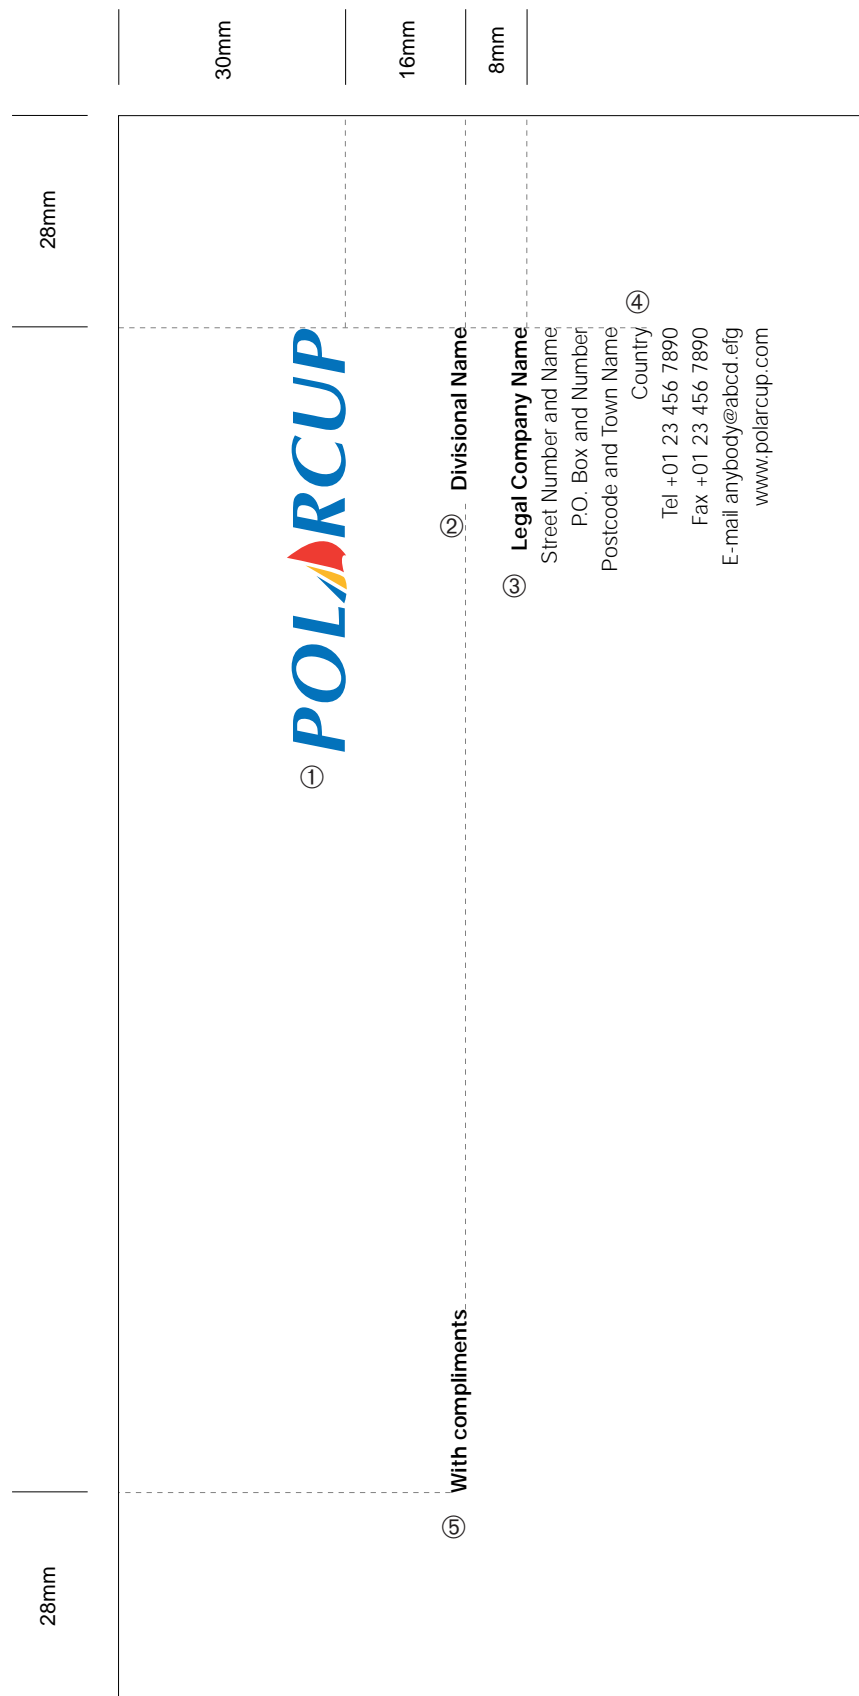 30mm
16mm
8mm
28mm
POLARCUP
①
② Divisional Name
③ Legal Company Name
④
Street Number and Name
P.O. Box and Number
Postcode and Town Name
Country
Tel +01 23 456 7890
Fax +01 23 456 7890
E-mail anybody@abcd.efg
www.polarcup.com
With compliments
⑤
28mm